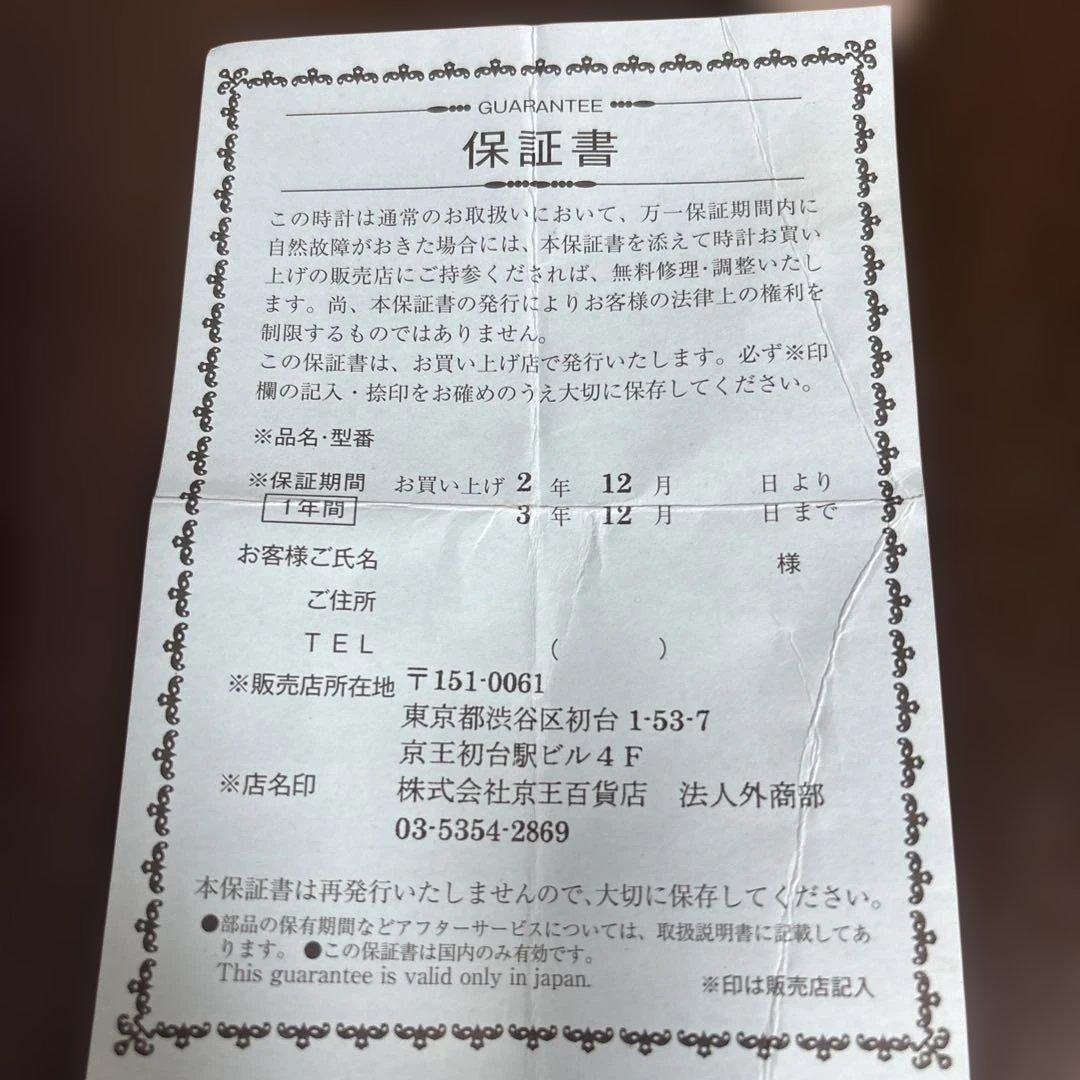 GUARANTEE
保証書
この時計は通常のお取扱いにおいて、万一保証期間内に
自然故障がおきた場合には、本保証書を添えて時計お買い
上げの販売店にご持参くだされば、無料修理・調整いたし
ます。尚、本保証書の発行によりお客様の法律上の権利を
制限するものではありません。
この保証書は、お買い上げ店で発行いたします。必ず※印
欄の記入・捺印をお確めのうえ大切に保存してください。
※品名・型番
※保証期間 お買い上げ 2 年 12 月 日 より
1年間 3 年 12 月 日 まで
お客様ご氏名 様
ご住所
TEL ( )
※販売店所在地 〒151-0061
東京都渋谷区初台 1-53-7
京王初台駅ビル4F
※店名印 株式会社京王百貨店 法人外商部
03-5354-2869
本保証書は再発行いたしませんので、大切に保存してください。
●部品の保有期間などアフターサービスについては、取扱説明書に記載してあ
ります。 ●この保証書は国内のみ有効です。
This guarantee is valid only in japan.
※印は販売店記入